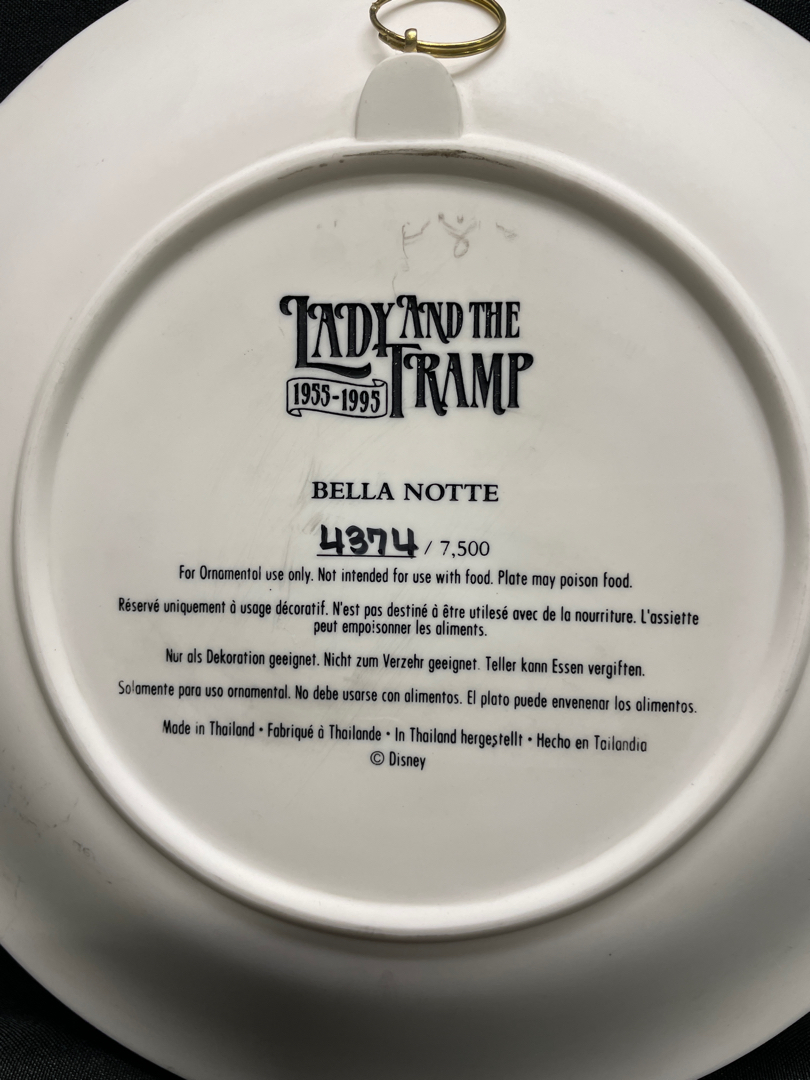 LADY AND THE
TRAMP
1955-1995
BELLA NOTTE
4374 / 7,500
For Ornamental use only. Not intended for use with food. Plate may poison food.
Réservé uniquement à usage décoratif. N'est pas destiné à être utilesé avec de la nourriture. L'assiette
peut empoisonner les aliments.
Nur als Dekoration geeignet. Nicht zum Verzehr geeignet. Teller kann Essen vergiften.
Solamente para uso ornamental. No debe usarse con alimentos. El plato puede envenenar los alimentos.
Made in Thailand • Fabriqué à Thailande • In Thailand hergestellt • Hecho en Tailandia
© Disney